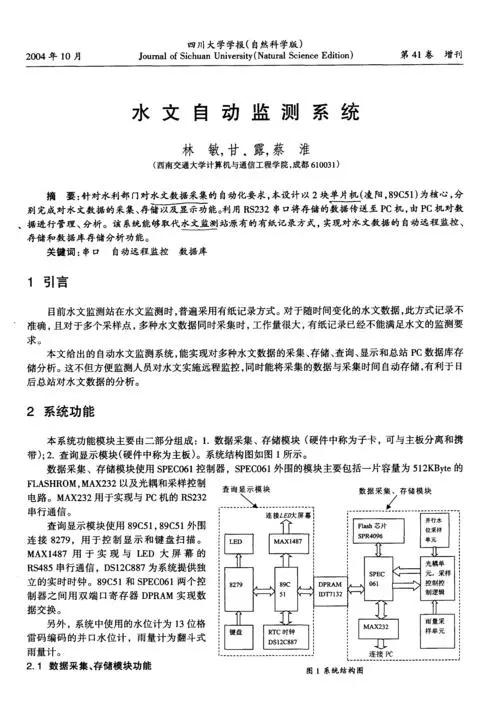 四川大学学报(自然科学版)
2004 年 10 月 Journal of Sichuan University(Natural Science Edition) 第 41 卷 增刊
水文自动监测系统
林 敏,甘 露,蔡 淮
(西南交通大学计算机与通信工程学院,成都 610031)
摘 要:针对水利部门对水文数据采集的自动化要求,本设计以 2 块单片机(凌阳,89C51)为核心,分
别完成对水文数据的采集、存储以及显示功能。利用 RS232 串口将存储的数据传送至 PC 机,由 PC 机对数
据进行管理、分析。该系统能够取代水文监测站原有的有纸记录方式,实现对水文数据的自动远程监控、
存储和数据库存储分析功能。
关键词:串口 自动远程监控 数据库
1 引言
目前水文监测站在水文监测时,普遍采用有纸记录方式。对于随时间变化的水文数据,此方式记录不
准确,且对于多个采样点,多种水文数据同时采集时,工作量很大,有纸记录已经不能满足水文的监测要
求。
本文给出的自动水文监测系统,能实现对多种水文数据的采集、存储、查询、显示和总站 PC 数据库存
储分析。这不但方便监测人员对水文实施远程监控,同时能将采集的数据与采集时间自动存储,有利于日
后总站对水文数据的分析。
2 系统功能
本系统功能模块主要由二部分组成: 1. 数据采集、存储模块 (硬件中称为子卡, 可与主板分离和携
带);2. 查询显示模块(硬件中称为主板)。系统结构图如图 1 所示。
数据采集、存储模块使用 SPEC061 控制器, SPEC061 外围的模块主要包括一片容量为 512KByte 的
FLASHROM,MAX232 以及光耦和采样控制
电路。MAX232 用于实现与 PC 机的 RS232
串行通信。
查询显示模块使用 89C51,89C51 外围
连接 8279, 用于控制显示和键盘扫描。
MAX1487 用于实现与 LED 大屏幕的
RS485 串行通信, DS12C887 为系统提供独
立的实时时钟。89C51 和 SPEC061 两个控
制器之间用双端口寄存器 DPRAM 实现数
据交换。
另外, 系统中使用的水位计为 13 位格
雷码编码的并口水位计, 雨量计为翻斗式
雨量计。
2.1 数据采集、存储模块功能
查询显示模块
数据采集、存储模块
连接LED大屏幕
LED
MAX1487
Flash 芯片
SPR4096
并行水
位采样
单元
8279
89C
51
DPRAM
IDT7132
SPEC
061
光耦单
元、采样
控制控
制逻辑
键盘
RTC 时钟
DS12C887
MAX232
雨量采
样单元
连接 PC
图 1 系统结构图